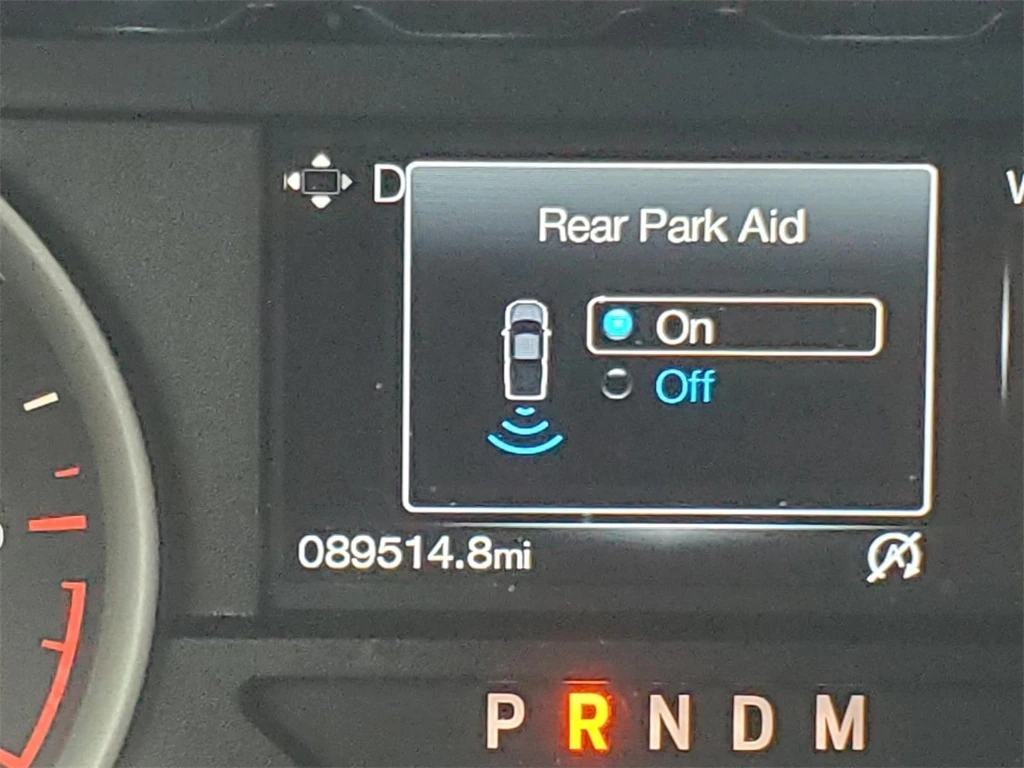 D
Rear Park Aid
On
Off
089514.8mi
P R N D M